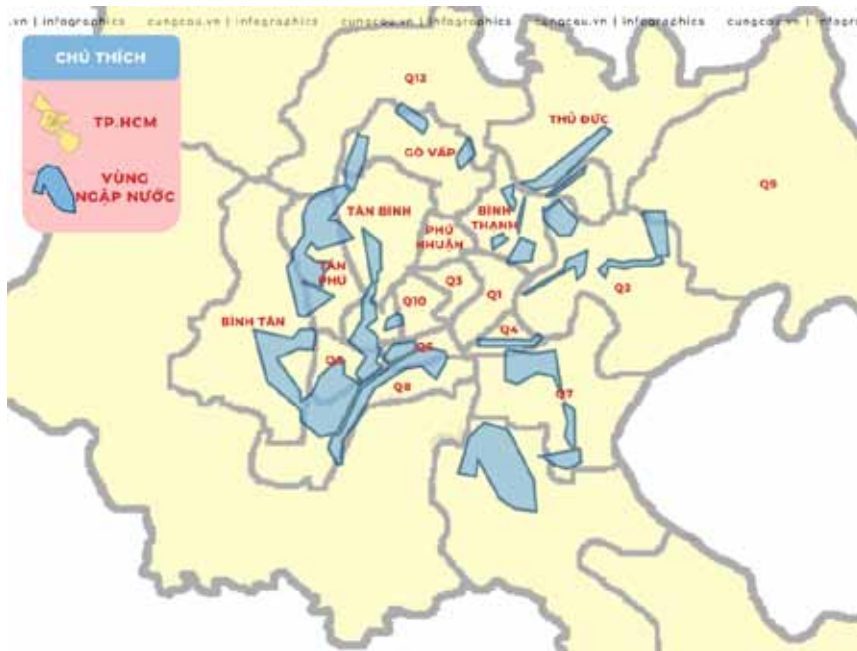 .vn | infographics cungcau.vn | infographics cungcau.vn | infographics cungcau.vn | infographics cungcau.vn | infogra
CHÚ THÍCH
TP.HCM
VÙNG
NGẬP NƯỚC
Q12
THỦ ĐỨC
GÒ VẤP
Q9
TÂN BÌNH
BÌNH
THẠNH
PHÚ
NHUẬN
TÂN
PHÚ
Q3
Q1
Q2
Q10
BÌNH TÂN
Q4
Q5
Q8
Q7